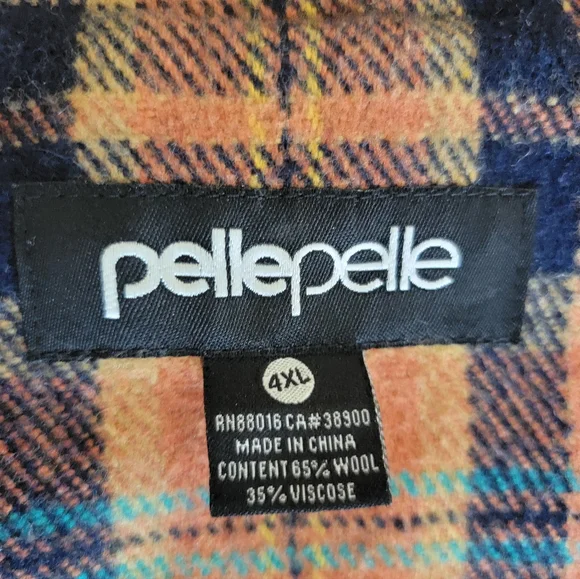 pellepelle
4XL
RN88016 CA#38900
MADE IN CHINA
CONTENT 65% WOOL
35% VISCOSE